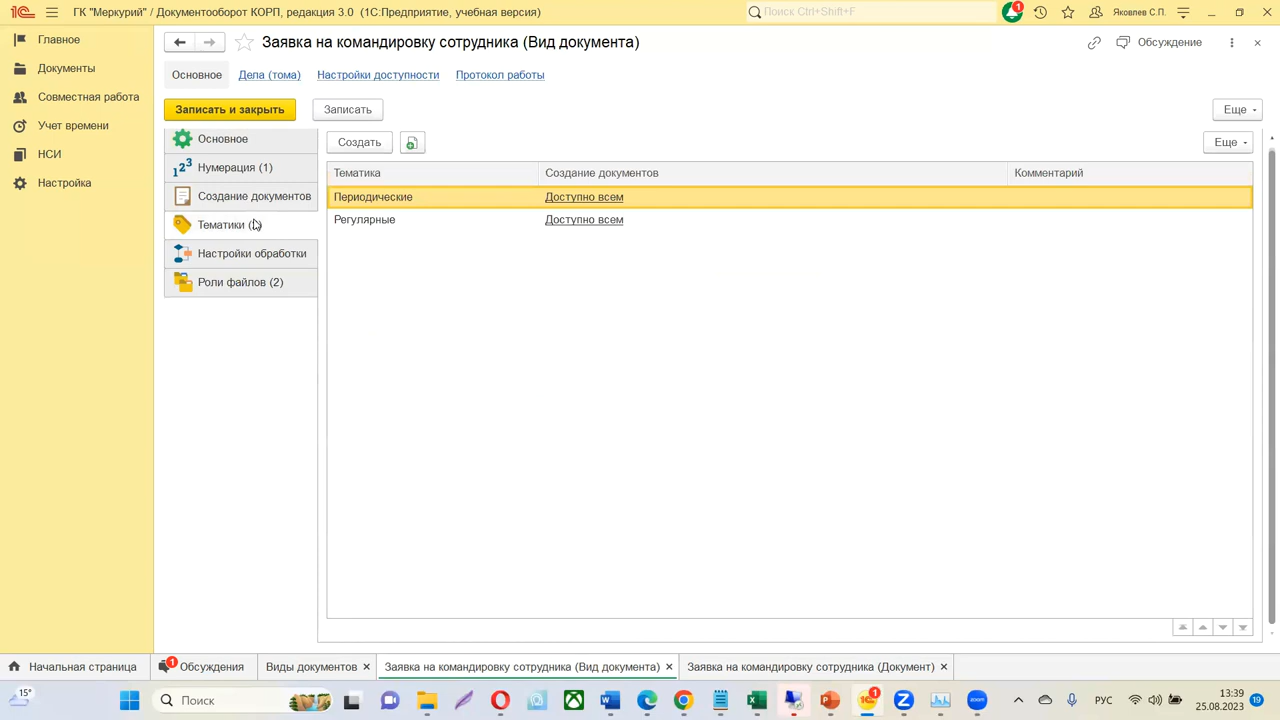 ГК "Меркурий" / Документооборот КОРП, редакция 3.0 (1С:Предприятие, учебная версия)
Поиск Ctrl+Shift+F
1
Яковлев С.П.
Главное
Документы
Совместная работа
Учет времени
НСИ
Настройка
Заявка на командировку сотрудника (Вид документа)
Обсуждение
Основное
Дела (тома)
Настройки доступности
Протокол работы
Записать и закрыть
Записать
Еще
Основное
Нумерация (1)
Создание документов
Тематики (
Настройки обработки
Роли файлов (2)
Создать
Еще
Тематика Создание документов Комментарий
Периодические Доступно всем
Регулярные Доступно всем
Начальная страница
1 Обсуждения
Виды документов ×
Заявка на командировку сотрудника (Вид документа) ×
Заявка на командировку сотрудника (Документ) ×
15°
Поиск
1
РУС
13:39
25.08.2023
19